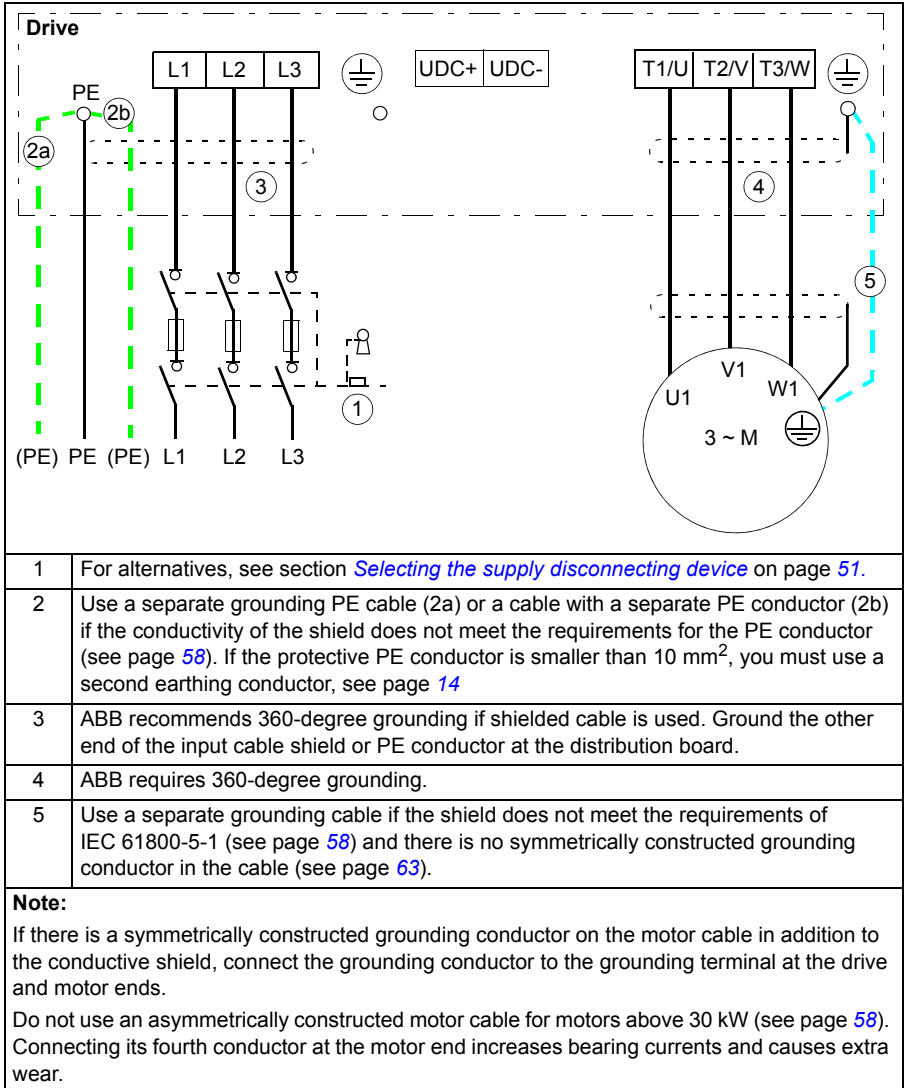 Drive
L1 L2 L3 UDC+ UDC- T1/U T2/V T3/W
PE
2b
2a
3
4
5
1
U1 V1 W1
3 ~ M
(PE) PE (PE) L1 L2 L3
1 For alternatives, see section Selecting the supply disconnecting device on page 51.
2 Use a separate grounding PE cable (2a) or a cable with a separate PE conductor (2b)
if the conductivity of the shield does not meet the requirements for the PE conductor
(see page 58). If the protective PE conductor is smaller than 10 mm², you must use a
second earthing conductor, see page 14
3 ABB recommends 360-degree grounding if shielded cable is used. Ground the other
end of the input cable shield or PE conductor at the distribution board.
4 ABB requires 360-degree grounding.
5 Use a separate grounding cable if the shield does not meet the requirements of
IEC 61800-5-1 (see page 58) and there is no symmetrically constructed grounding
conductor in the cable (see page 63).
Note:
If there is a symmetrically constructed grounding conductor on the motor cable in addition to
the conductive shield, connect the grounding conductor to the grounding terminal at the drive
and motor ends.
Do not use an asymmetrically constructed motor cable for motors above 30 kW (see page 58).
Connecting its fourth conductor at the motor end increases bearing currents and causes extra
wear.